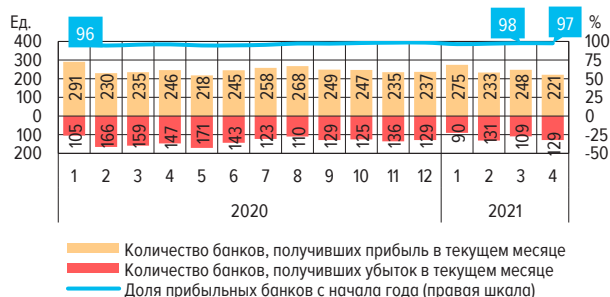 96
98
97
Ед.
%
400
300
200
100
0
100
200
100
75
50
25
0
-25
-50
291 230 235 246 218 245 258 268 249 247 235 237 275 233 248 221
105 166 159 147 171 143 123 110 129 125 136 129 90 131 109 129
1 2 3 4 5 6 7 8 9 10 11 12 1 2 3 4
2020 2021
Количество банков, получивших прибыль в текущем месяце
Количество банков, получивших убыток в текущем месяце
Доля прибыльных банков с начала года (правая шкала)